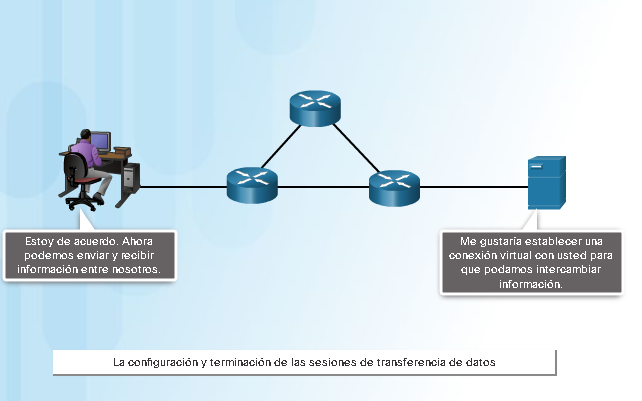 Estoy de acuerdo. Ahora
podemos enviar y recibir
información entre nosotros.
Me gustaría establecer una
conexión virtual con usted para
que podamos intercambiar
información.
La configuración y terminación de las sesiones de transferencia de datos